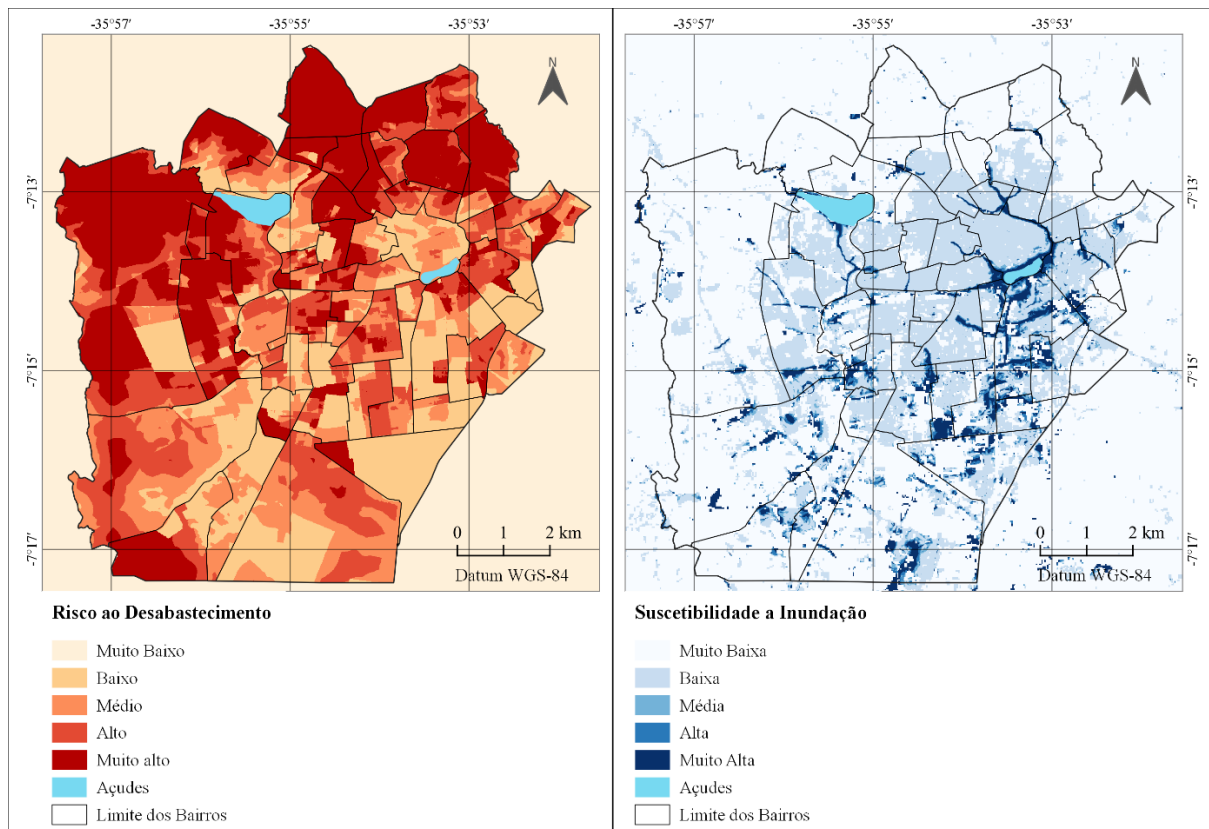 -35°57' -35°55' -35°53'
-7°13'
-7°15'
-7°17'
N
0 1 2 km
Datum WGS-84
Risco ao Desabastecimento
Muito Baixo
Baixo
Médio
Alto
Muito alto
Açudes
Limite dos Bairros
-35°57' -35°55' -35°53'
N
-7°13'
-7°15'
-7°17'
0 1 2 km
Datum WGS-84
Suscetibilidade a Inundação
Muito Baixa
Baixa
Média
Alta
Muito Alta
Açudes
Limite dos Bairros